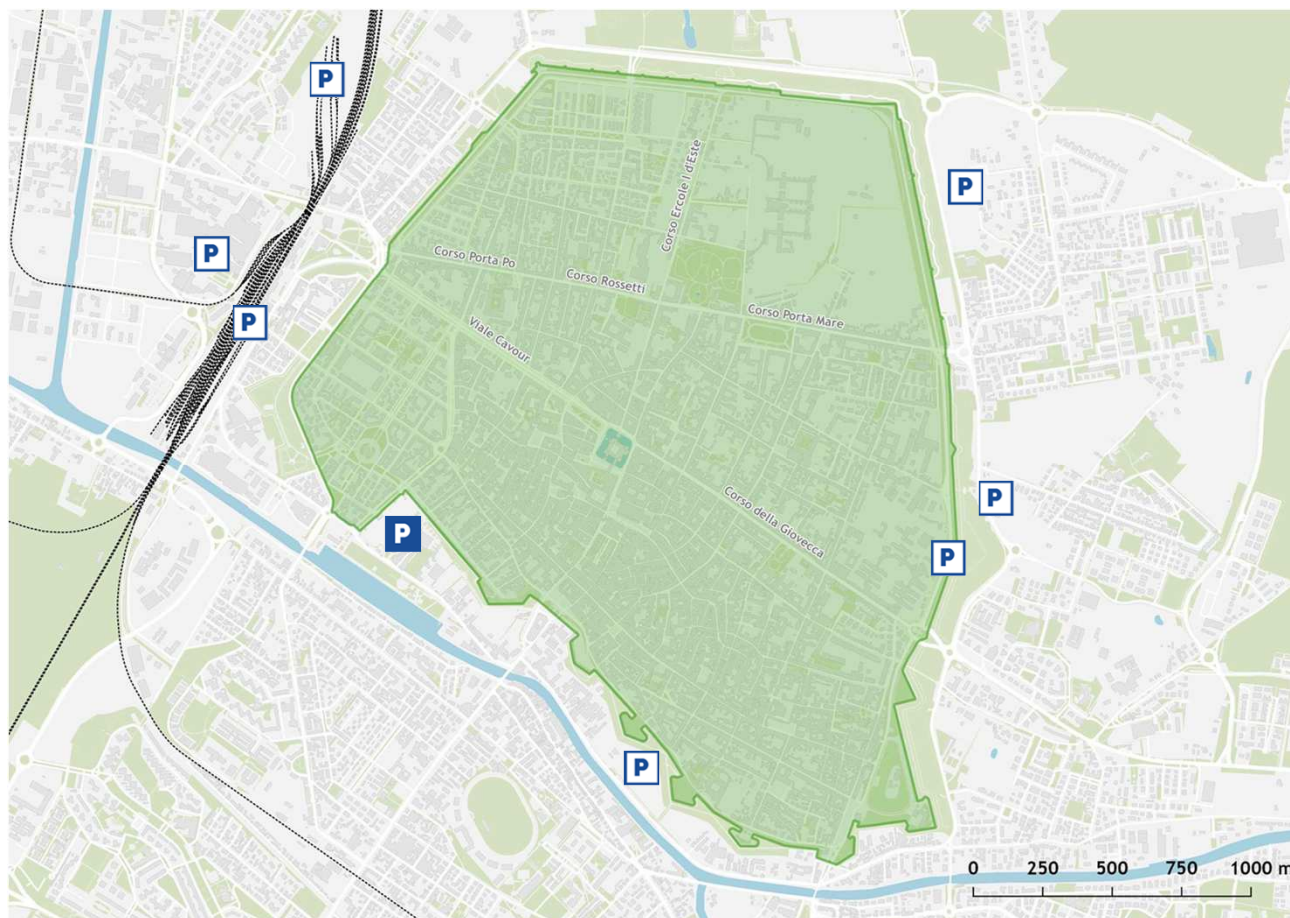 P
P
Corso Ercole I d'Este
P
Corso Porta Po
Corso Rossetti
Corso Porta Mare
P
Viale Cavour
Corso della Giovecca
P
P
P
P
0 250 500 750 1000 m